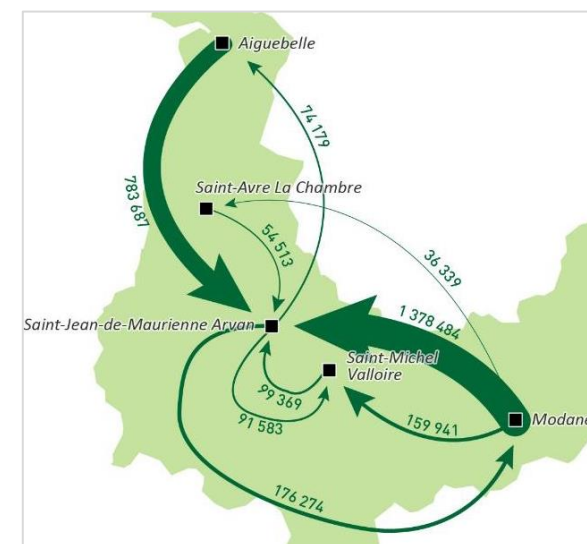 Aiguebelle
74 179
Saint-Avre La Chambre
783 687
54 513
36 339
1 378 484
Saint-Jean-de-Maurienne Arvan
Saint-Michel
Valloire
99 369
91 583
159 941
Modane
176 274